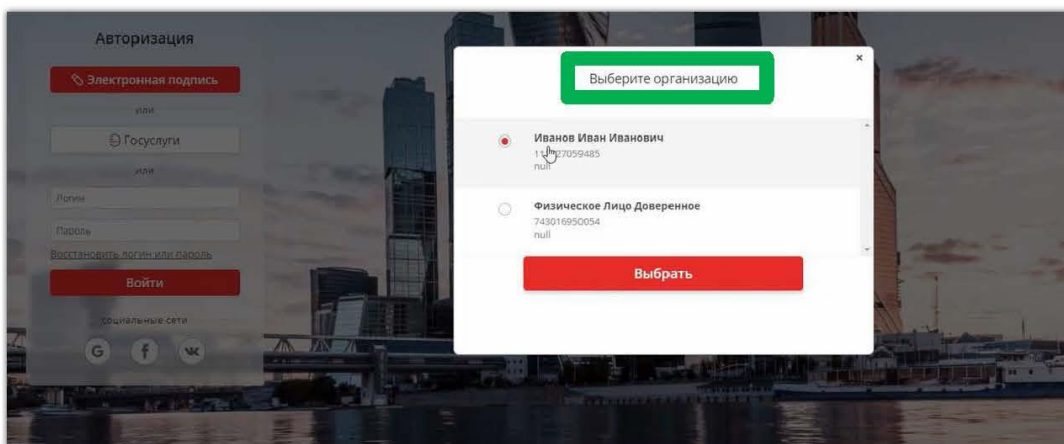 Авторизация
Электронная подпись
или
Госуслуги
или
Логин
Пароль
Восстановить логин или пароль
Войти
социальные сети
G f
Выберите организацию
×
Иванов Иван Иванович
null
Физическое Лицо Доверенное
743016950054
null
Выбрать